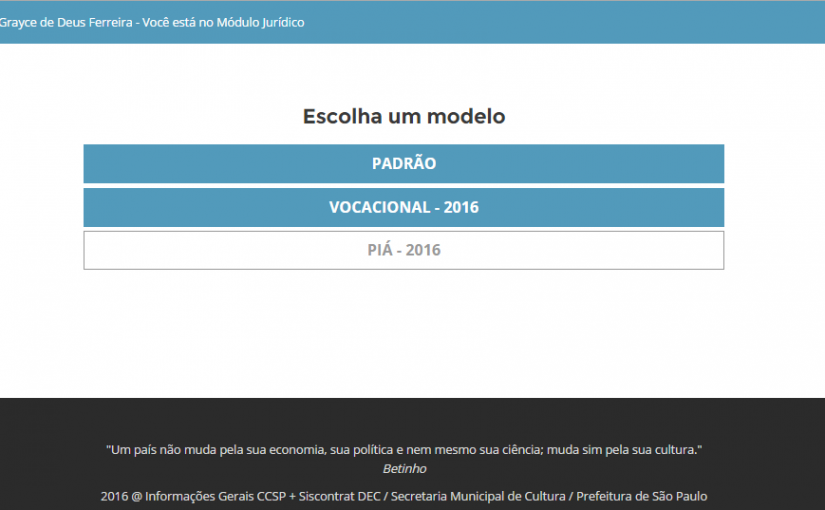 Grayce de Deus Ferreira - Você está no Módulo Jurídico
Escolha um modelo
PADRÃO
VOCACIONAL - 2016
PIÁ - 2016
"Um país não muda pela sua economia, sua política e nem mesmo sua ciência; muda sim pela sua cultura."
Betinho
2016 @ Informações Gerais CCSP + Siscontrat DEC / Secretaria Municipal de Cultura / Prefeitura de São Paulo